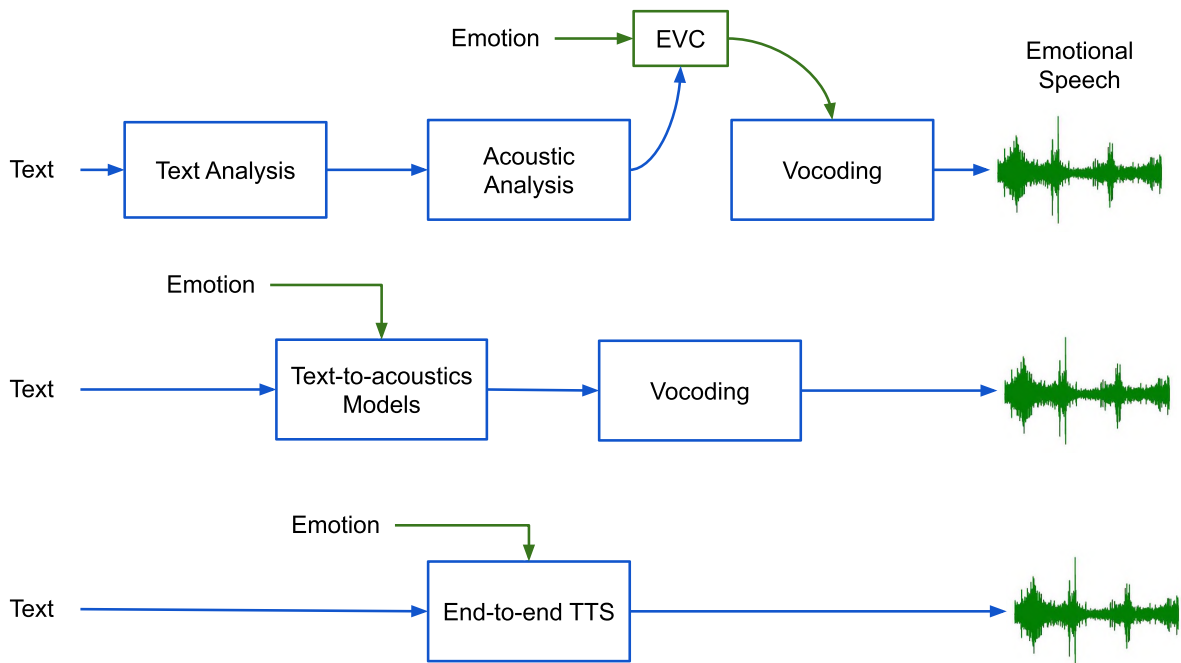 Emotion
EVC
Emotional
Speech
Text
Text Analysis
Acoustic
Analysis
Vocoding
Emotion
Text
Text-to-acoustics
Models
Vocoding
Emotion
Text
End-to-end TTS